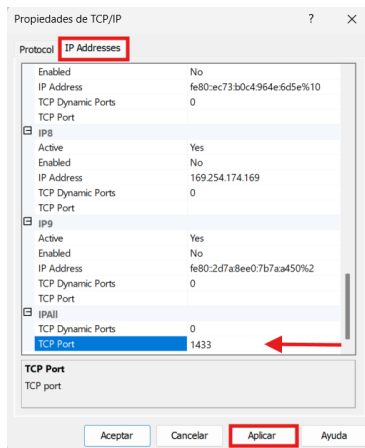 Propiedades de TCP/IP ? ×
Protocol IP Addresses
Enabled No
IP Address fe80::ec73:b0c4:964e:6d5e%10
TCP Dynamic Ports 0
TCP Port
IP8
Active Yes
Enabled No
IP Address 169.254.174.169
TCP Dynamic Ports 0
TCP Port
IP9
Active Yes
Enabled No
IP Address fe80::2d7a:8ee0:7b7a:a450%2
TCP Dynamic Ports 0
TCP Port
IPAll
TCP Dynamic Ports 0
TCP Port 1433
TCP Port
TCP port
Aceptar Cancelar Aplicar Ayuda